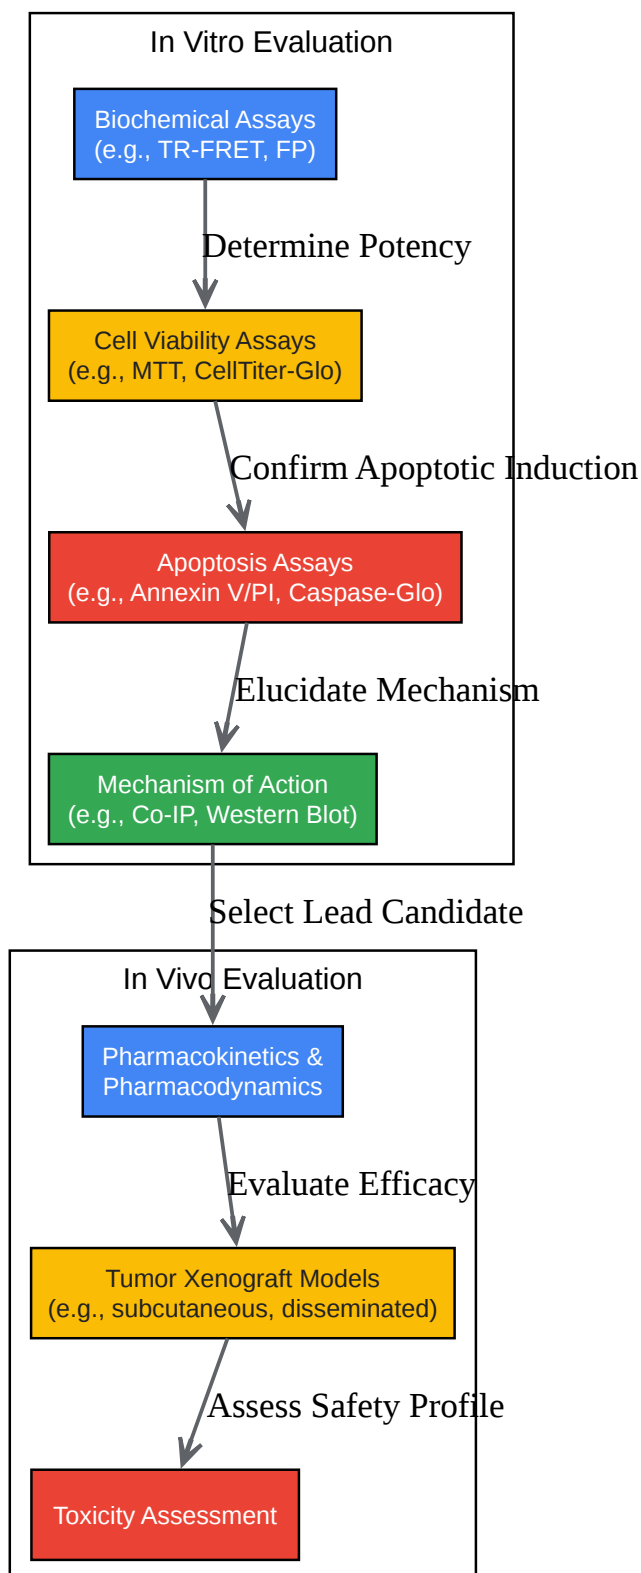 In Vitro Evaluation
Biochemical Assays
(e.g., TR-FRET, FP)
Determine Potency
Cell Viability Assays
(e.g., MTT, CellTiter-Glo)
Confirm Apoptotic Induction
Apoptosis Assays
(e.g., Annexin V/PI, Caspase-Glo)
Elucidate Mechanism
Mechanism of Action
(e.g., Co-IP, Western Blot)
Select Lead Candidate
In Vivo Evaluation
Pharmacokinetics &
Pharmacodynamics
Evaluate Efficacy
Tumor Xenograft Models
(e.g., subcutaneous, disseminated)
Assess Safety Profile
Toxicity Assessment